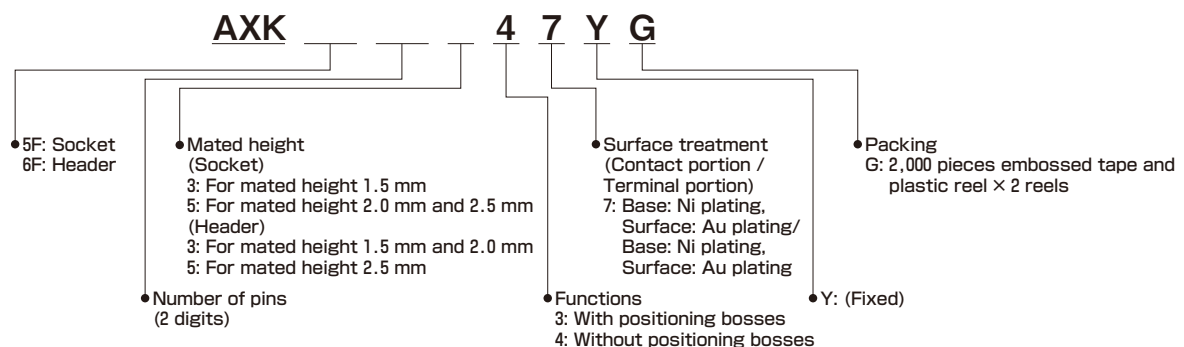 AXK 4 7 Y G
5F: Socket
6F: Header
Mated height
(Socket)
3: For mated height 1.5 mm
5: For mated height 2.0 mm and 2.5 mm
(Header)
3: For mated height 1.5 mm and 2.0 mm
5: For mated height 2.5 mm
Surface treatment
(Contact portion /
Terminal portion)
7: Base: Ni plating,
Surface: Au plating/
Base: Ni plating,
Surface: Au plating
Packing
G: 2,000 pieces embossed tape and
plastic reel × 2 reels
Number of pins
(2 digits)
Functions
3: With positioning bosses
4: Without positioning bosses
Y: (Fixed)